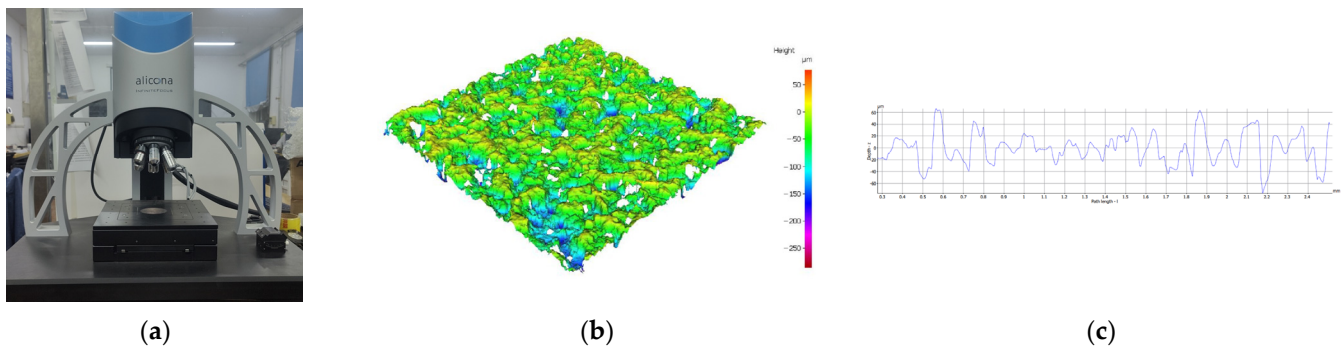 alicona
Height
µm
50
0
−50
−100
−150
−200
−250
µm
60
40
20
0
-20
-40
-60
Depth - z
0.3 0.4 0.5 0.6 0.7 0.8 0.9 1 1.1 1.2 1.3 1.4 1.5 1.6 1.7 1.8 1.9 2 2.1 2.2 2.3 2.4
mm
Path length - l
(a) (b) (c)